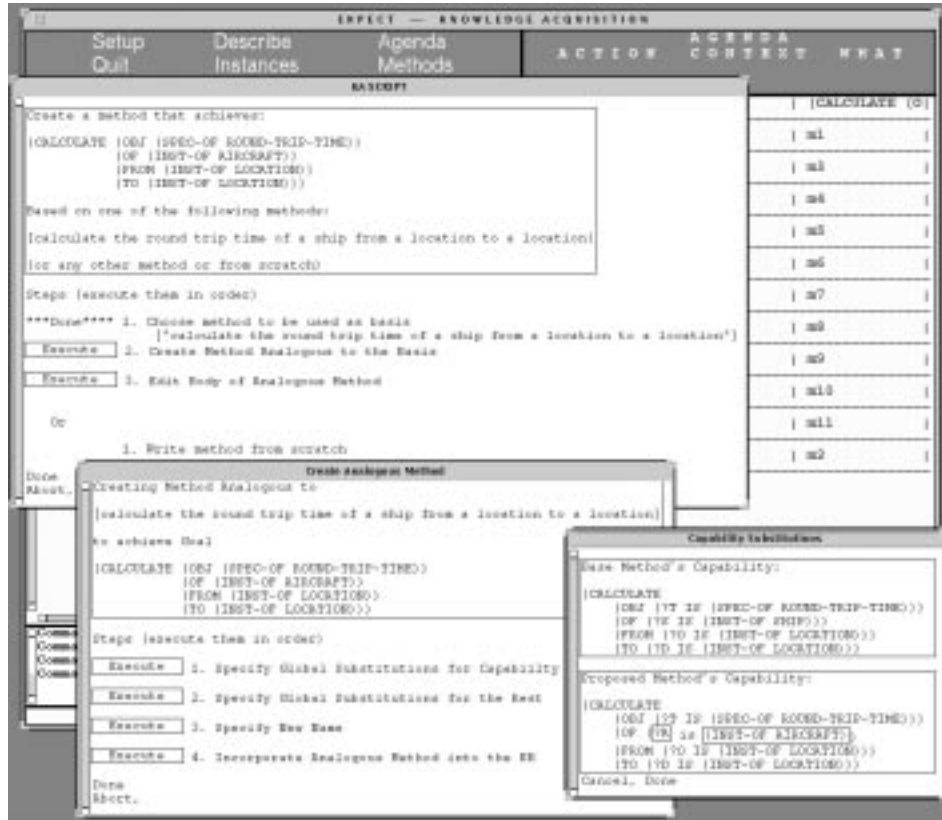 EXPECT — KNOWLEDGE ACQUISITION
Setup Describe Agenda
Quit Instances Methods
AGENDA
ACTION CONTEXT WHAT
KA SCRIPT
| |CALCULATE (O|
| m1 |
| m3 |
| m4 |
| m5 |
| m6 |
| m7 |
| m8 |
| m9 |
| m10 |
| m11 |
| m2 |
Create a method that achieves:
(CALCULATE (OBJ (SPEC-OF ROUND-TRIP-TIME))
(OF (INST-OF AIRCRAFT))
(FROM (INST-OF LOCATION))
(TO (INST-OF LOCATION)))
Based on one of the following methods:
[calculate the round trip time of a ship from a location to a location]
(or any other method or from scratch)
Steps (execute them in order)
***Done**** 1. Choose method to be used as basis
["calculate the round trip time of a ship from a location to a location"]
Execute 2. Create Method Analogous to the Basis
Execute 3. Edit Body of Analogous Method
Or
1. Write method from scratch
Done
Abort.
Create Analogous Method
Creating Method Analogous to
[calculate the round trip time of a ship from a location to a location]
to achieve Goal
(CALCULATE (OBJ (SPEC-OF ROUND-TRIP-TIME))
(OF (INST-OF AIRCRAFT))
(FROM (INST-OF LOCATION))
(TO (INST-OF LOCATION)))
Steps (execute them in order)
Execute 1. Specify Global Substitutions for Capability
Execute 2. Specify Global Substitutions for the Rest
Execute 3. Specify New Name
Execute 4. Incorporate Analogous Method into the KB
Done
Abort.
Comm
Comm
Comm
Comm
Capability Substitutions
Base Method's Capability:
(CALCULATE
(OBJ (?T IS (SPEC-OF ROUND-TRIP-TIME)))
(OF (?S IS (INST-OF SHIP)))
(FROM (?O IS (INST-OF LOCATION)))
(TO (?D IS (INST-OF LOCATION)))
Proposed Method's Capability:
(CALCULATE
(OBJ (?T IS (SPEC-OF ROUND-TRIP-TIME)))
(OF (?A is (INST-OF AIRCRAFT))
(FROM (?O IS (INST-OF LOCATION)))
(TO (?D IS (INST-OF LOCATION)))
Cancel, Done